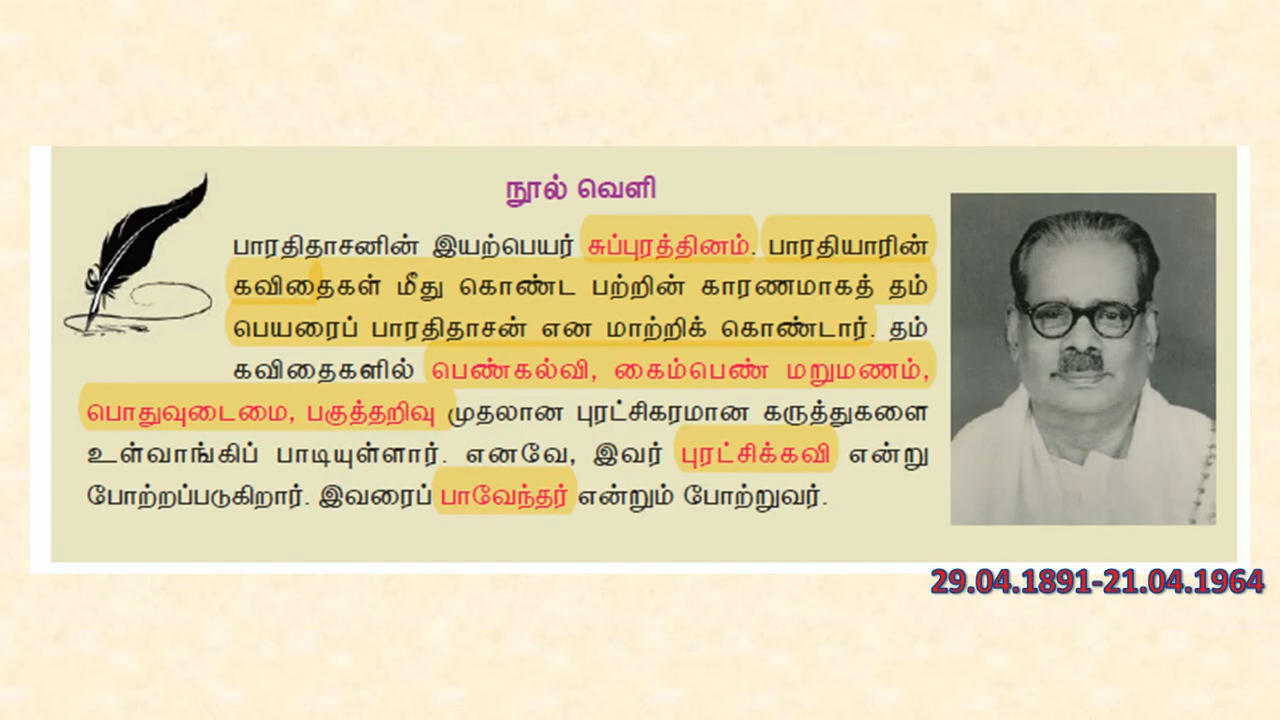 நூல் வெளி
பாரதிதாசனின் இயற்பெயர் சுப்புரத்தினம். பாரதியாரின்
கவிதைகள் மீது கொண்ட பற்றின் காரணமாகத் தம்
பெயரைப் பாரதிதாசன் என மாற்றிக் கொண்டார். தம்
கவிதைகளில் பெண்கல்வி, கைம்பெண் மறுமணம்,
பொதுவுடைமை, பகுத்தறிவு முதலான புரட்சிகரமான கருத்துகளை
உள்வாங்கிப் பாடியுள்ளார். எனவே, இவர் புரட்சிக்கவி என்று
போற்றப்படுகிறார். இவரைப் பாவேந்தர் என்றும் போற்றுவர்.
29.04.1891-21.04.1964